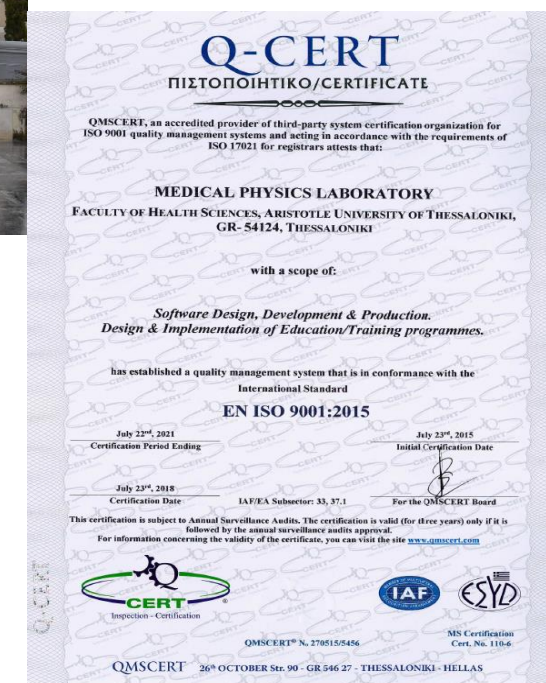 Q-CERT
ΠΙΣΤΟΠΟΙΗΤΙΚΟ/CERTIFICATE
QMSCERT, an accredited provider of third-party system certification organization for
ISO 9001 quality management systems and acting in accordance with the requirements of
ISO 17021 for registrars attests that:
MEDICAL PHYSICS LABORATORY
FACULTY OF HEALTH SCIENCES, ARISTOTLE UNIVERSITY OF THESSALONIKI,
GR- 54124, THESSALONIKI
with a scope of:
Software Design, Development & Production.
Design & Implementation of Education/Training programmes.
has established a quality management system that is in conformance with the
International Standard
EN ISO 9001:2015
July 22nd, 2021 July 23rd, 2015
Certification Period Ending Initial Certification Date
July 23rd, 2018
Certification Date IAF/EA Subsector: 33, 37.1 For the QMSCERT Board
This certification is subject to Annual Surveillance Audits. The certification is valid (for three years) only if it is
followed by the annual surveillance audits approval.
For information concerning the validity of the certificate, you can visit the site www.qmscert.com
Q-CERT
CERT ®
Inspection - Certification
IAF
ΕΣΥΔ
MS Certification
QMSCERT® N. 270515/5456 Cert. No. 110-6
QMSCERT 26th OCTOBER Str. 90 - GR 546 27 - THESSALONIKI - HELLAS